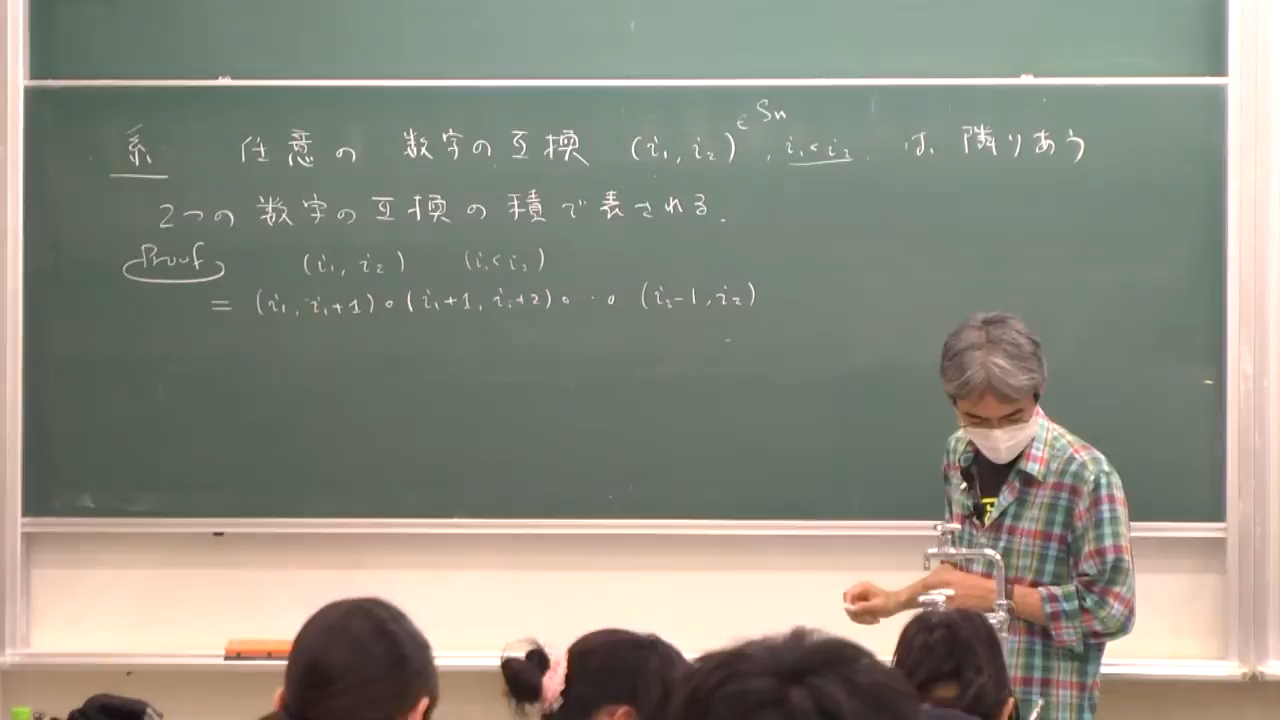 系 任意の 数字の互換 (i₁, i₂)^{∈ Sn}, i₁<i₂ は、隣りあう
2つの 数字の互換の積で表される.
Proof (i₁, i₂) (i₁<i₂)
= (i₁, i₁+1)∘(i₁+1, i₁+2)∘…∘(i₂-1, i₂)